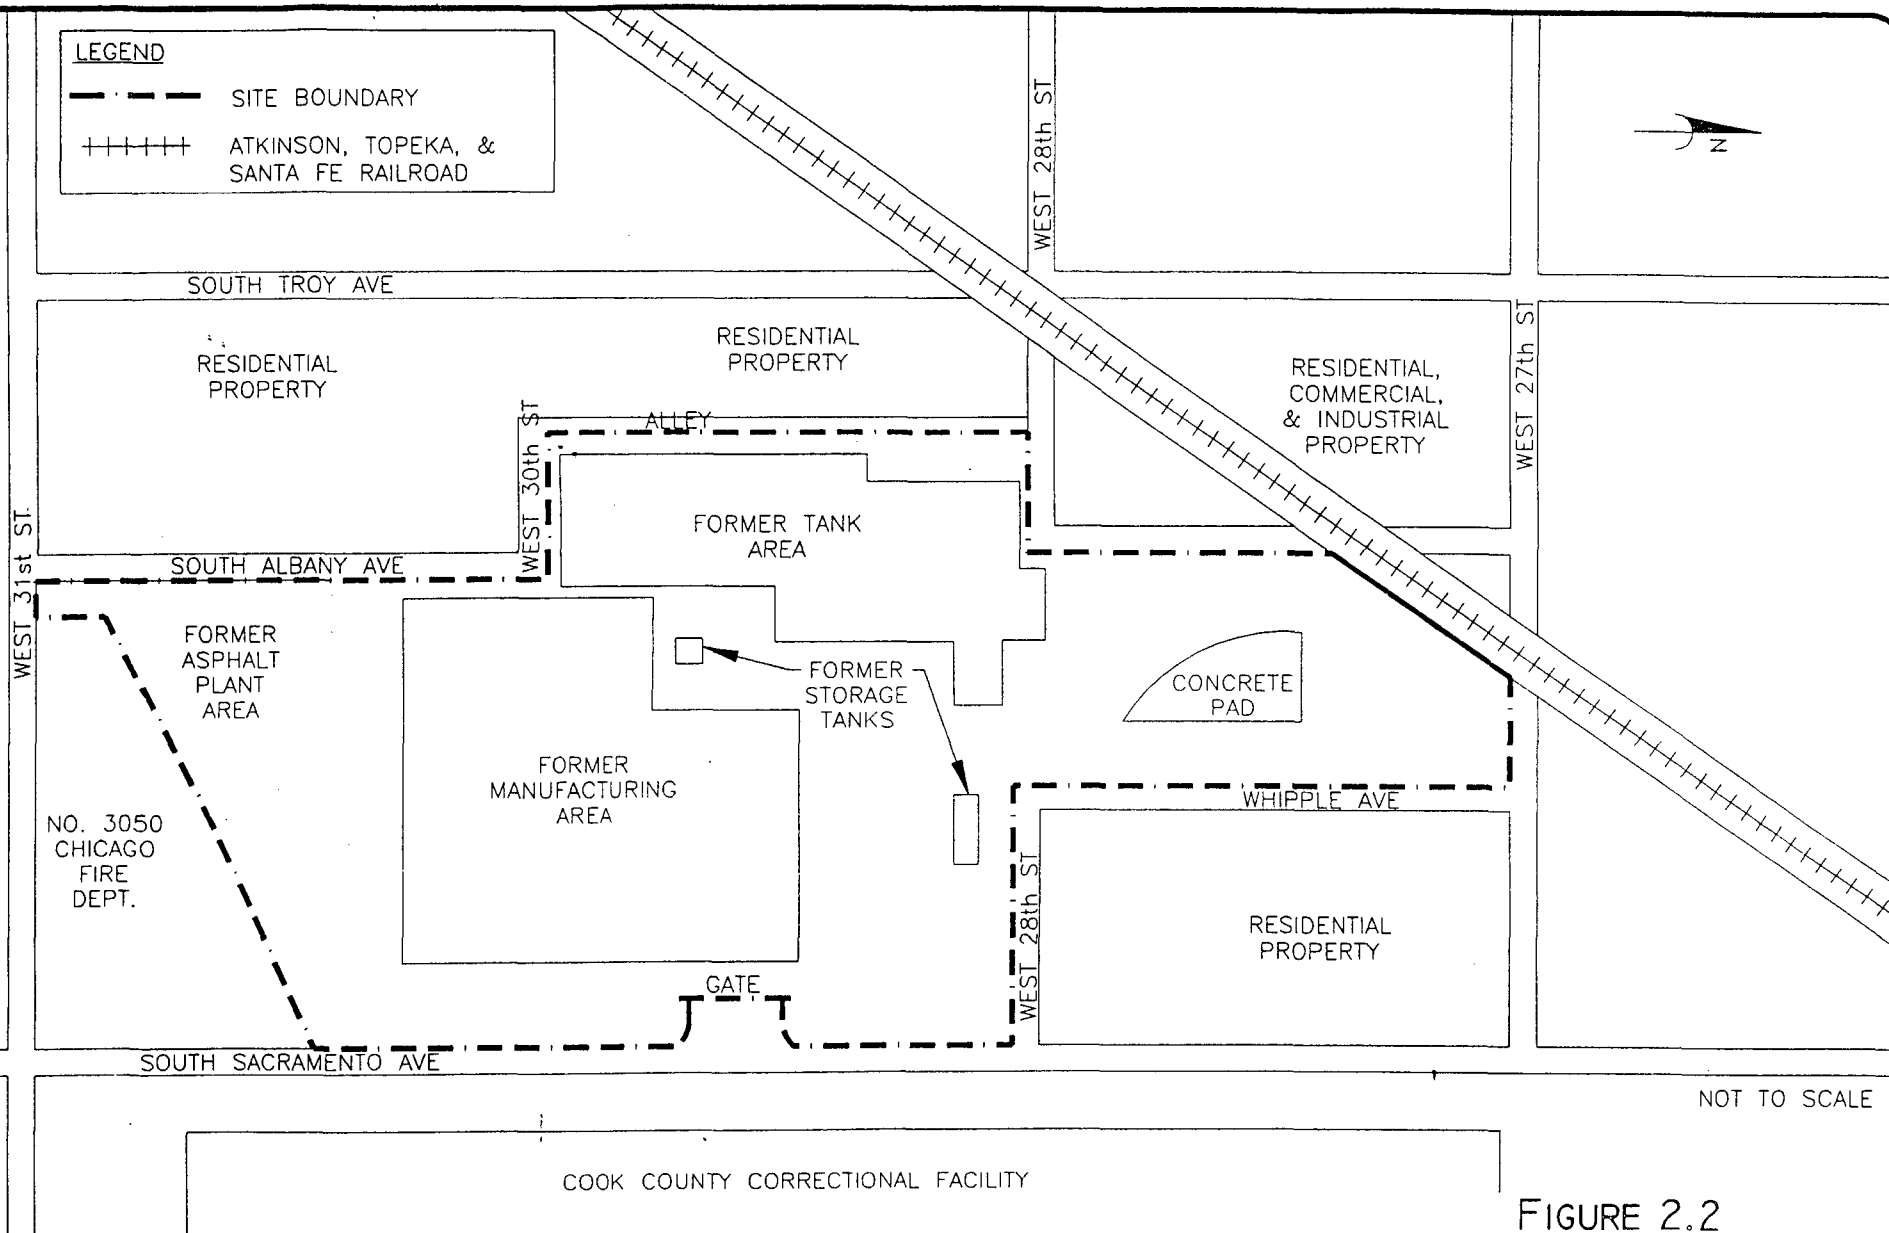 LEGEND
SITE BOUNDARY
ATKINSON, TOPEKA, &
SANTA FE RAILROAD
WEST 28th ST
N
SOUTH TROY AVE
RESIDENTIAL
PROPERTY
RESIDENTIAL
PROPERTY
RESIDENTIAL,
COMMERCIAL,
& INDUSTRIAL
PROPERTY
WEST 27th ST
ALLEY
WEST 30th ST
FORMER TANK
AREA
SOUTH ALBANY AVE
WEST 31st ST.
FORMER
ASPHALT
PLANT
AREA
FORMER
STORAGE
TANKS
CONCRETE
PAD
FORMER
MANUFACTURING
AREA
WHIPPLE AVE
NO. 3050
CHICAGO
FIRE
DEPT.
WEST 28th ST
RESIDENTIAL
PROPERTY
GATE
SOUTH SACRAMENTO AVE
NOT TO SCALE
COOK COUNTY CORRECTIONAL FACILITY
FIGURE 2.2